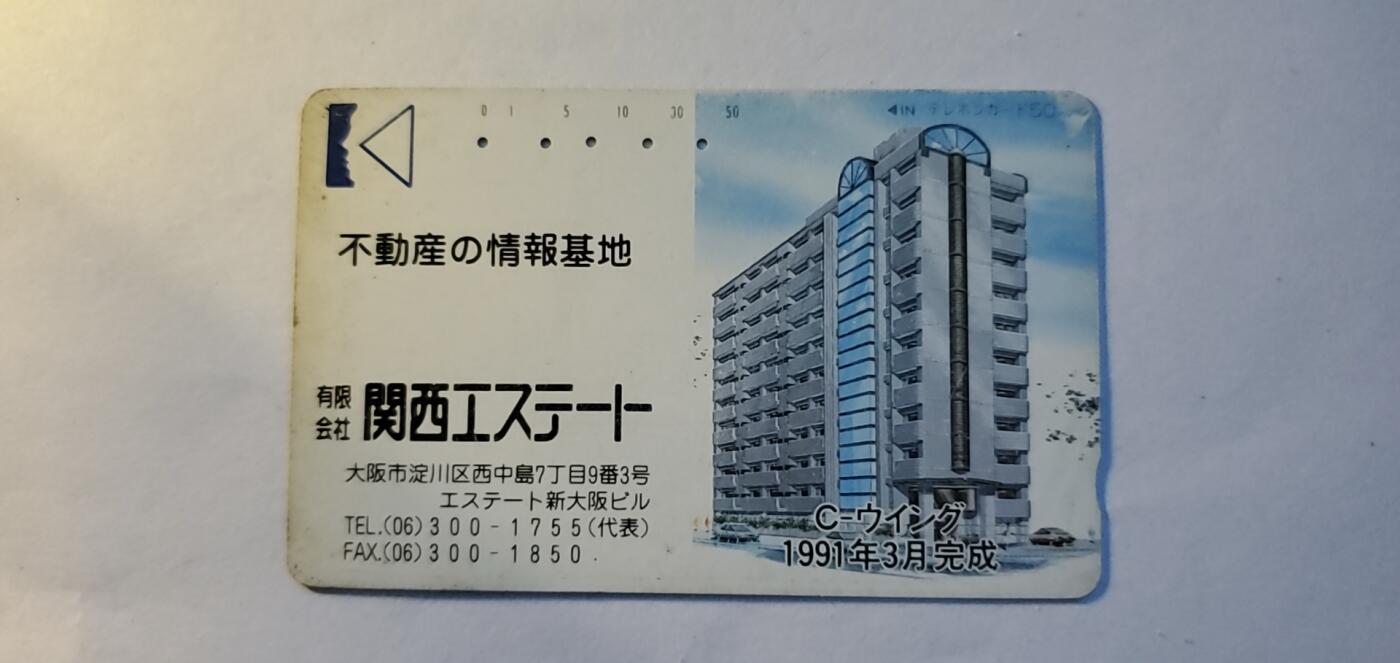 0 1 5 10 30 50
◀IN テレホンカード50
不動産の情報基地
有限会社 関西エステート
大阪市淀川区西中島7丁目9番3号
エステート新大阪ビル
TEL.(06)300-1755(代表)
FAX.(06)300-1850
C-ウイング
1991年3月完成